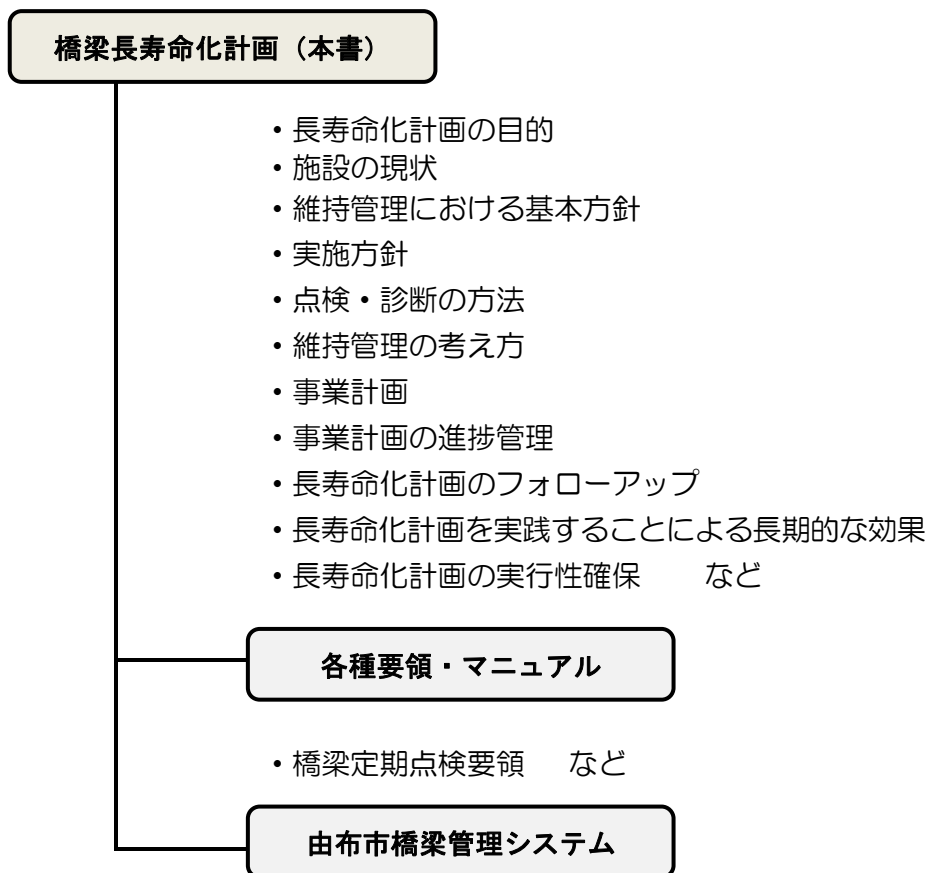 橋梁長寿命化計画（本書）
・長寿命化計画の目的
・施設の現状
・維持管理における基本方針
・実施方針
・点検・診断の方法
・維持管理の考え方
・事業計画
・事業計画の進捗管理
・長寿命化計画のフォローアップ
・長寿命化計画を実践することによる長期的な効果
・長寿命化計画の実行性確保　　など
各種要領・マニュアル
・橋梁定期点検要領　など
由布市橋梁管理システム